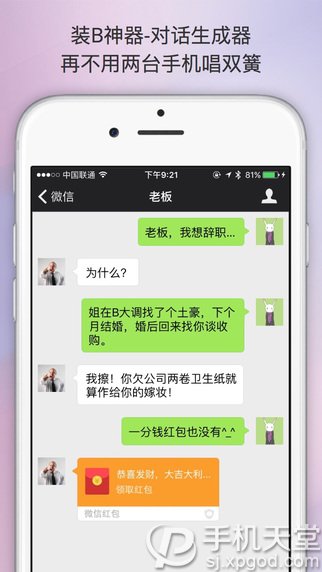 装B神器-对话生成器
再不用两台手机唱双簧
中国联通
下午9:21
81%
微信
老板
老板，我想辞职...
为什么?
姐在B大调找了个土豪，下个
月结婚，婚后回来找你谈收
购。
我擦！你欠公司两卷卫生纸就
算作给你的嫁妆！
一分钱红包也没有^_^
恭喜发财，大吉大利...
领取红包
微信红包
手机天堂
sj.xpgod.com